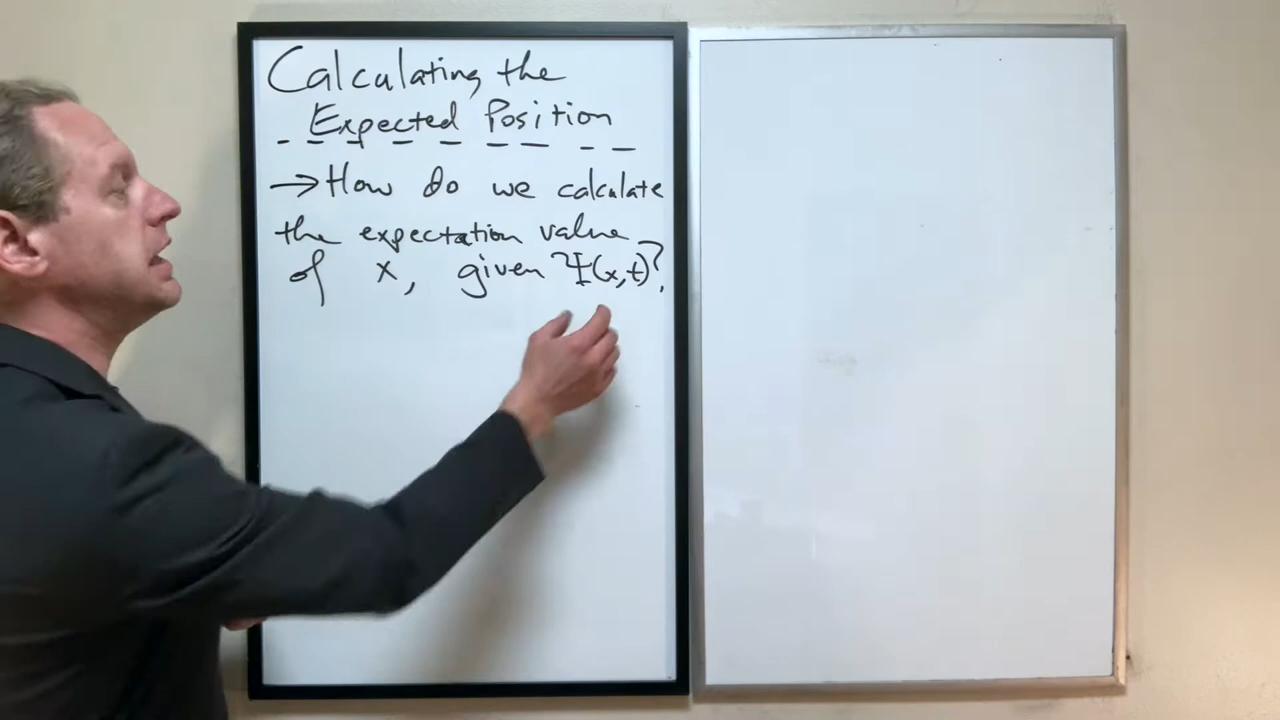 Calculating the
Expected Position
→ How do we calculate
the expectation value
of x, given Ψ(x,t)?